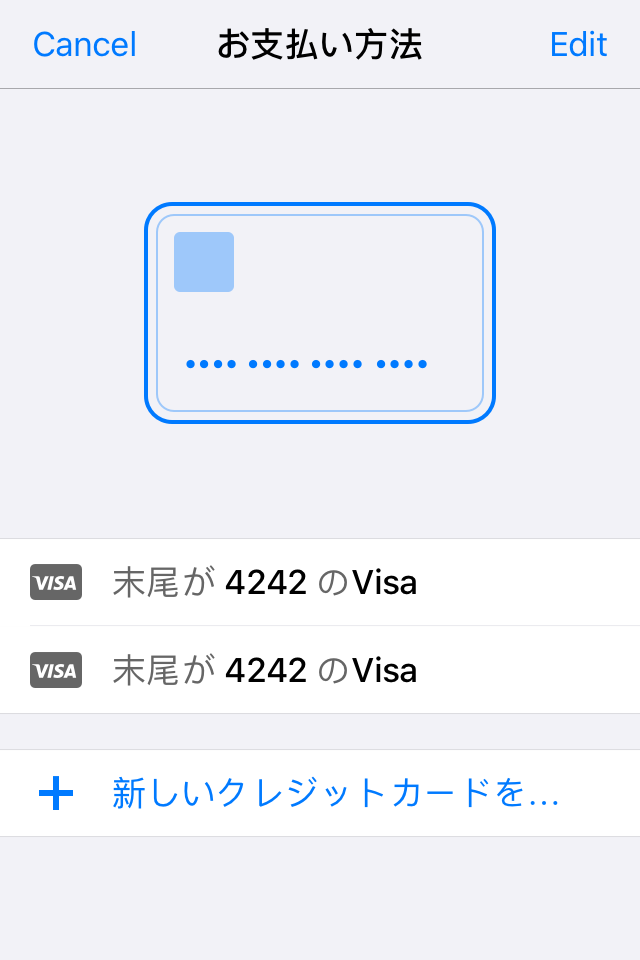 Cancel お支払い方法 Edit
•••• •••• •••• ••••
VISA 末尾が 4242 のVisa
VISA 末尾が 4242 のVisa
+ 新しいクレジットカードを...